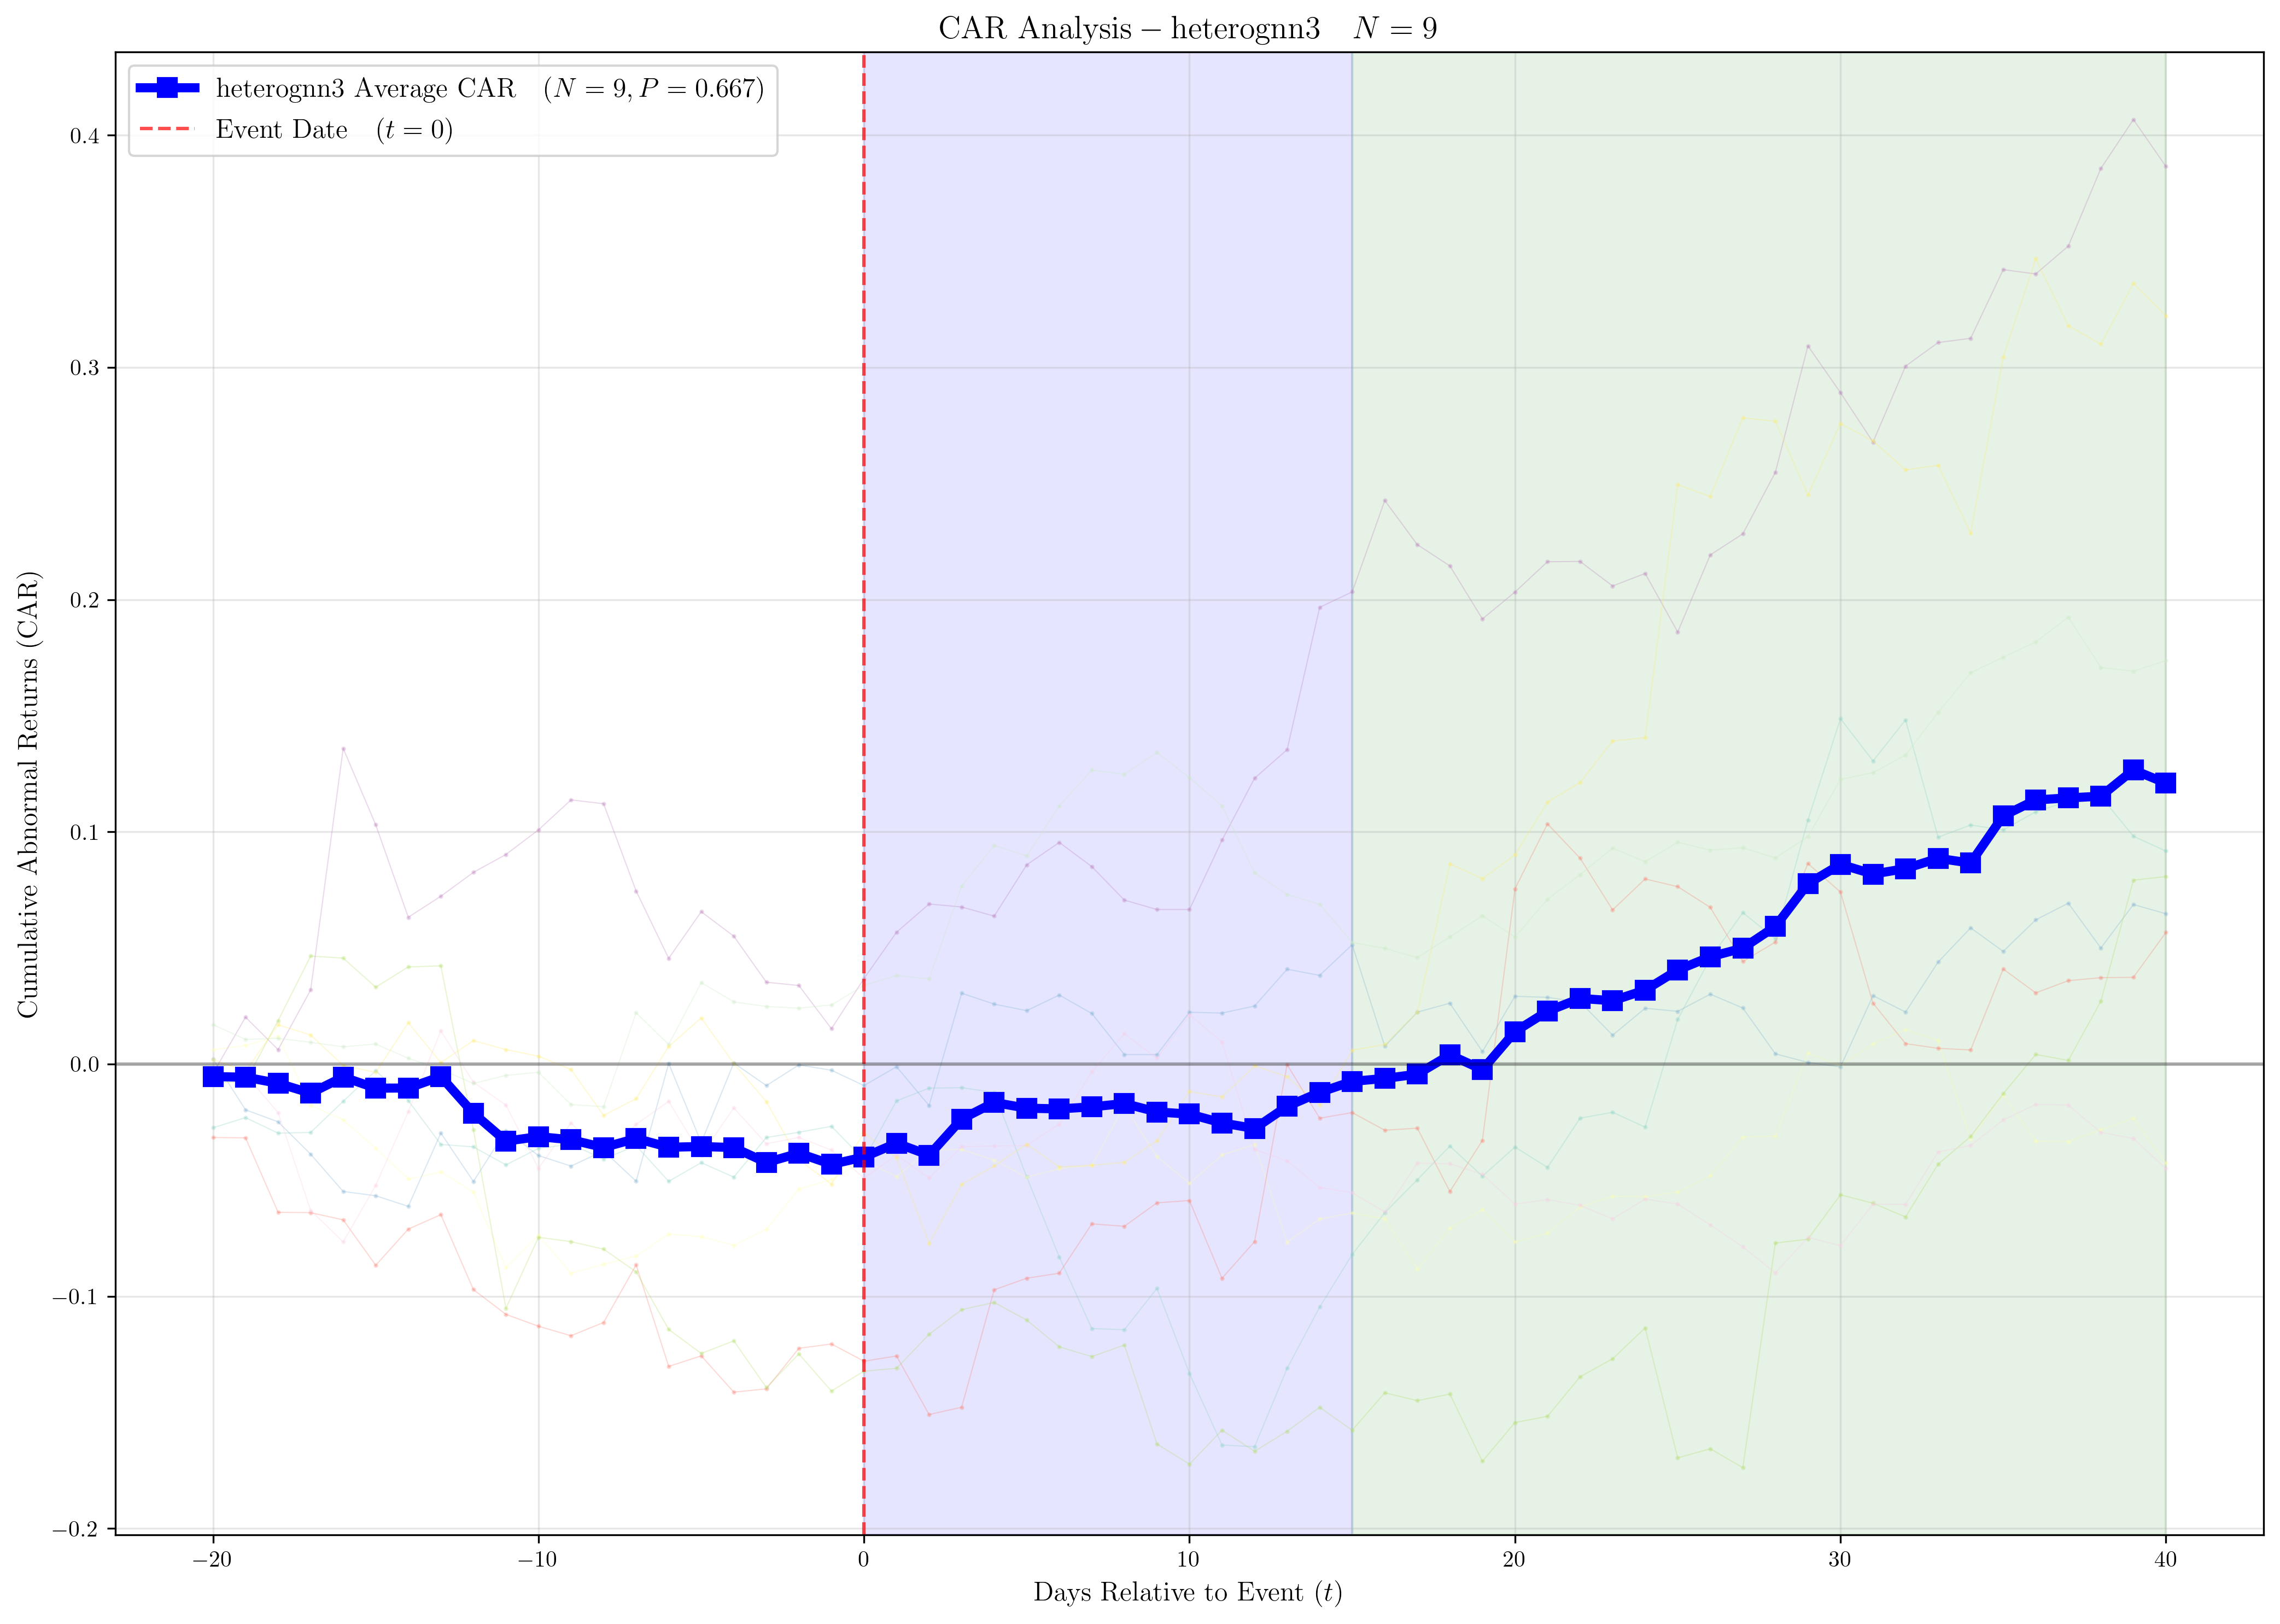 CAR Analysis – heterognn3 N = 9
heterognn3 Average CAR (N = 9, P = 0.667)
Event Date (t = 0)
Cumulative Abnormal Returns (CAR)
0.4
0.3
0.2
0.1
0.0
−0.1
−0.2
−20 −10 0 10 20 30 40
Days Relative to Event (t)